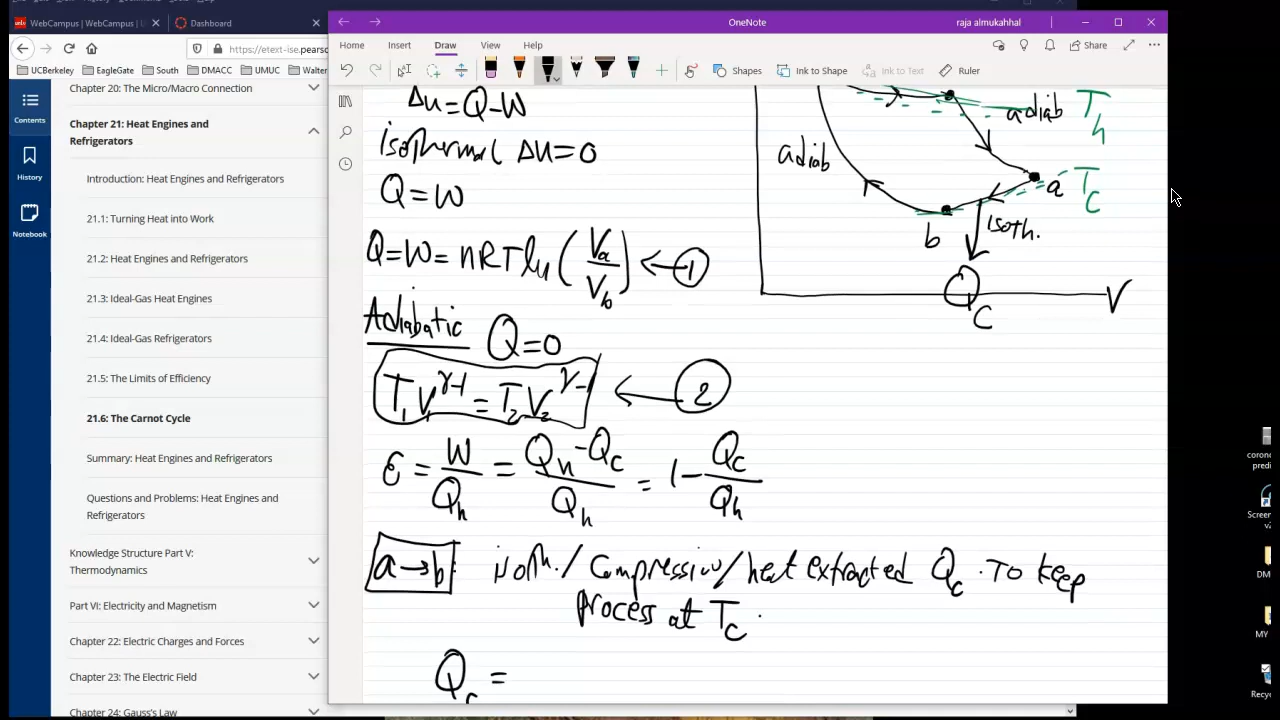 WebCampus | WebCampus | L
Dashboard
https://etext-ise.pearso
UCBerkeley EagleGate South DMACC UMUC Walter
Contents
History
Notebook
Chapter 20: The Micro/Macro Connection
Chapter 21: Heat Engines and
Refrigerators
Introduction: Heat Engines and Refrigerators
21.1: Turning Heat into Work
21.2: Heat Engines and Refrigerators
21.3: Ideal-Gas Heat Engines
21.4: Ideal-Gas Refrigerators
21.5: The Limits of Efficiency
21.6: The Carnot Cycle
Summary: Heat Engines and Refrigerators
Questions and Problems: Heat Engines and
Refrigerators
Knowledge Structure Part V:
Thermodynamics
Part VI: Electricity and Magnetism
Chapter 22: Electric Charges and Forces
Chapter 23: The Electric Field
Chapter 24: Gauss's Law
OneNote
raja almukahhal
Home Insert Draw View Help
Share
Shapes Ink to Shape Ink to Text Ruler
Δu = Q-W
isothermal Δu = 0
Q = W
Q = W = nRT ln (Va/Vb) ← 1
Adiabatic Q = 0
T₁V₁^γ-1 = T₂V₂^γ-1 ← 2
ε = W/Qh = Qh-Qc/Qh = 1-Qc/Qh
a→b isoth./Compression/heat extracted Qc. To keep
process at Tc.
Qc =
adiab
Th
adiab
a
Tc
b
isoth.
Qc
V
corono
predi
Screen
DM
MY
Recyc